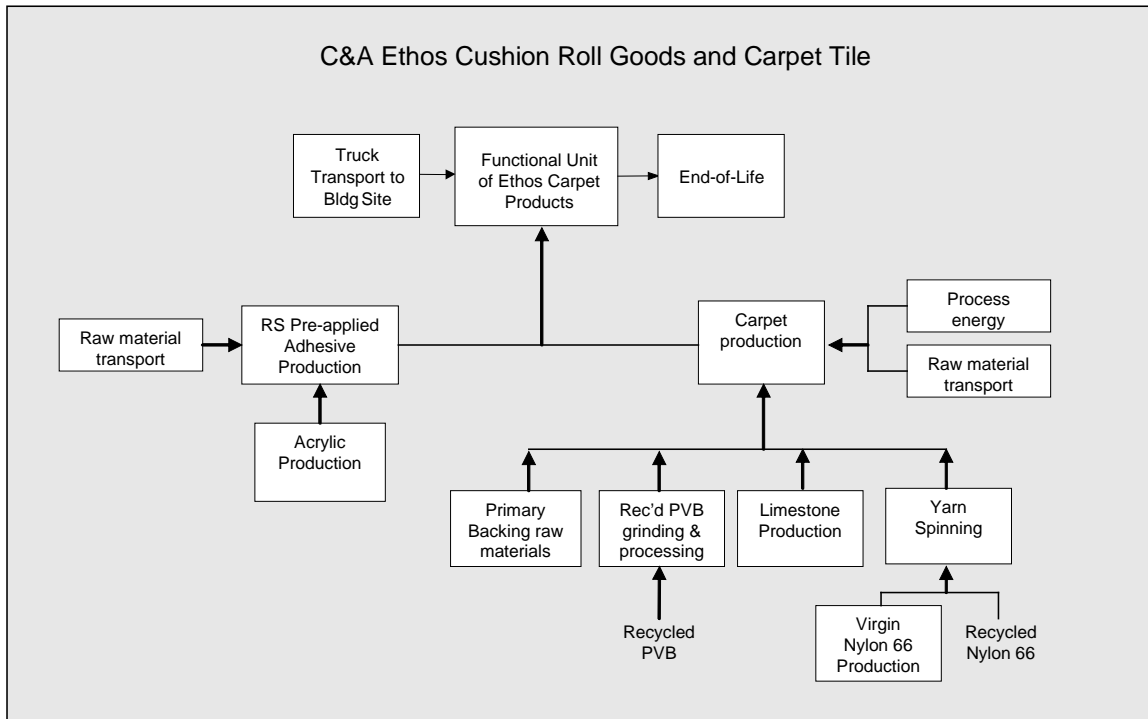 C&A Ethos Cushion Roll Goods and Carpet Tile
Truck
Transport to
Bldg Site
Functional Unit
of Ethos Carpet
Products
End-of-Life
Raw material
transport
RS Pre-applied
Adhesive
Production
Carpet
production
Process
energy
Raw material
transport
Acrylic
Production
Primary
Backing raw
materials
Rec'd PVB
grinding &
processing
Limestone
Production
Yarn
Spinning
Recycled
PVB
Virgin
Nylon 66
Production
Recycled
Nylon 66